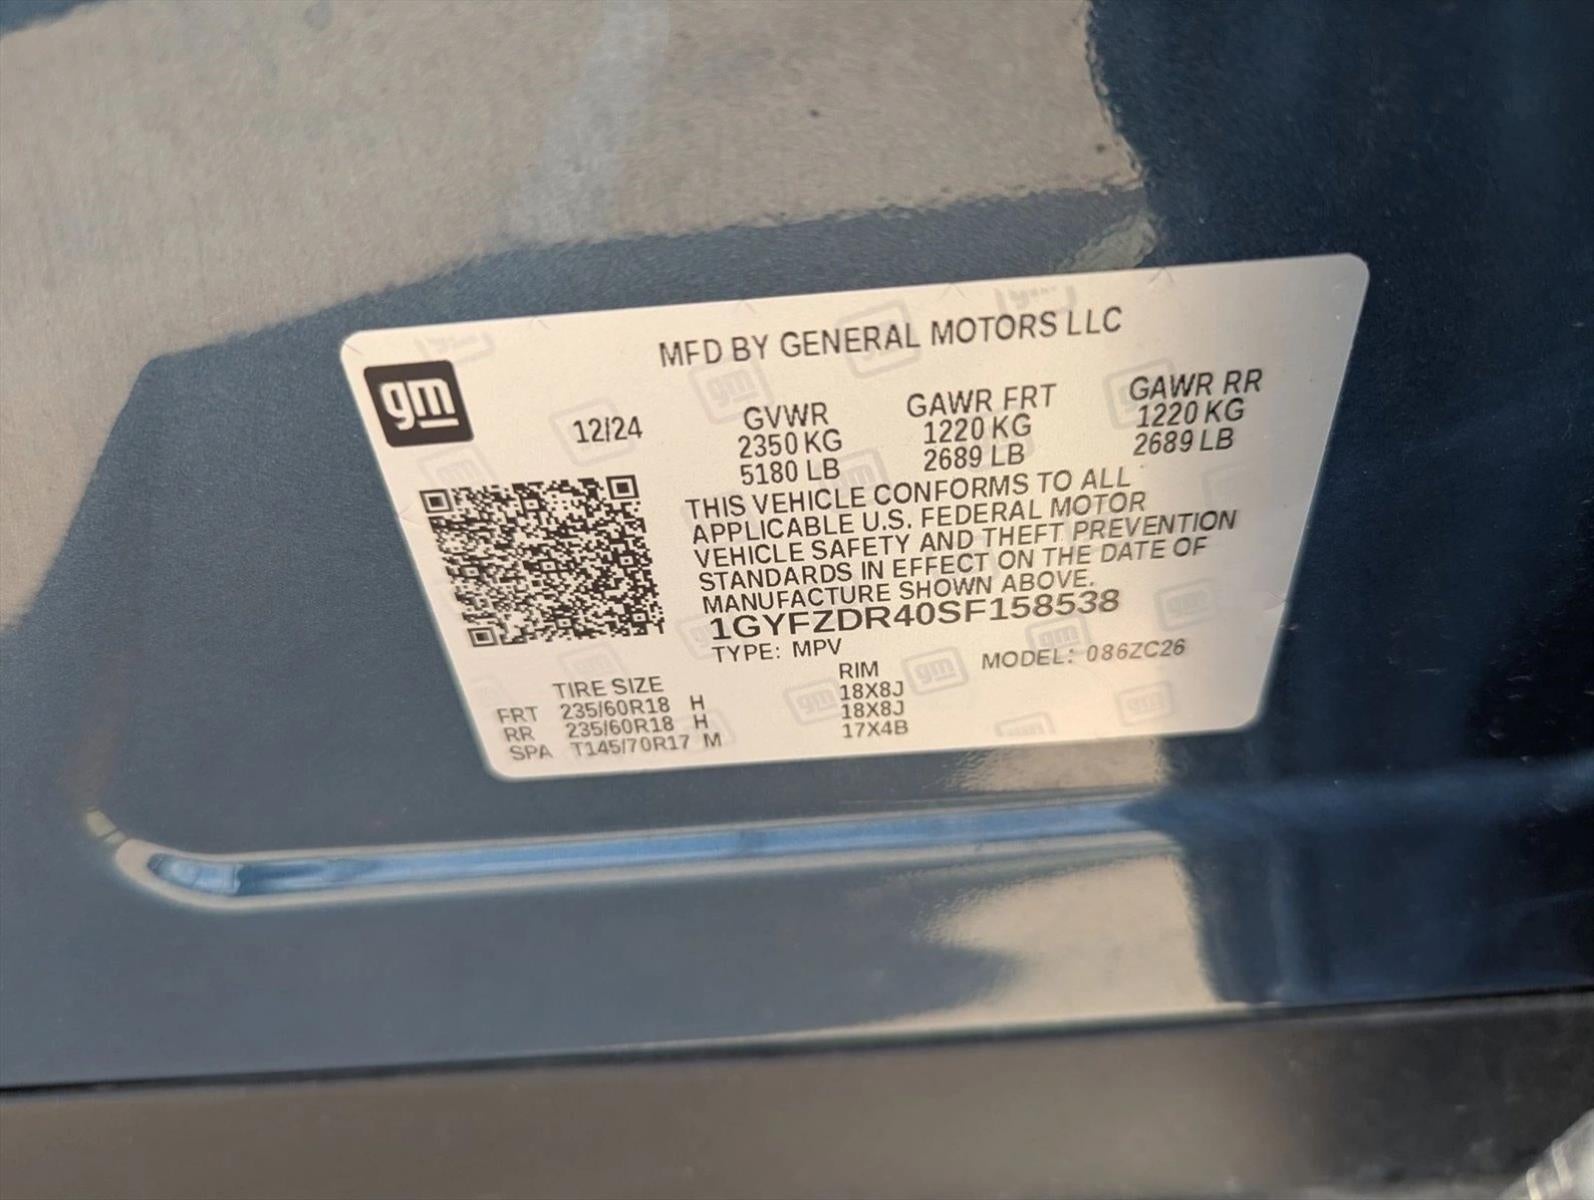 MFD BY GENERAL MOTORS LLC
gm
12/24
GVWR GAWR FRT GAWR RR
2350 KG 1220 KG 1220 KG
5180 LB 2689 LB 2689 LB
THIS VEHICLE CONFORMS TO ALL
APPLICABLE U.S. FEDERAL MOTOR
VEHICLE SAFETY AND THEFT PREVENTION
STANDARDS IN EFFECT ON THE DATE OF
MANUFACTURE SHOWN ABOVE.
1GYFZDR40SF158538
TYPE: MPV MODEL: 086ZC26
TIRE SIZE RIM
FRT 235/60R18 H 18X8J
RR 235/60R18 H 18X8J
SPA T145/70R17 M 17X4B